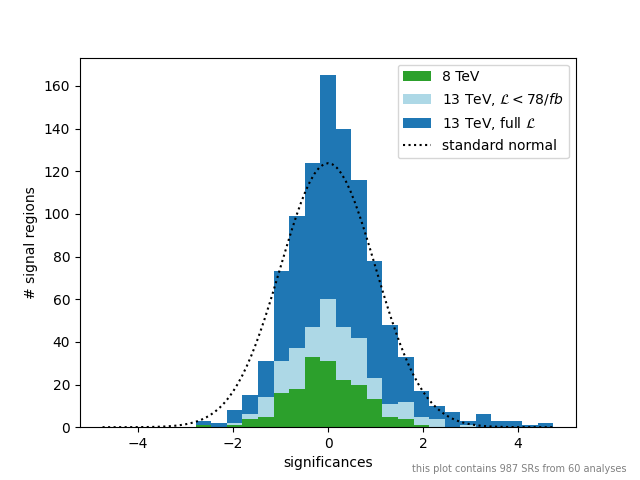 8 TeV
13 TeV, ℒ < 78/fb
13 TeV, full ℒ
standard normal
# signal regions
160
140
120
100
80
60
40
20
0
−4
−2
0
2
4
significances
this plot contains 987 SRs from 60 analyses